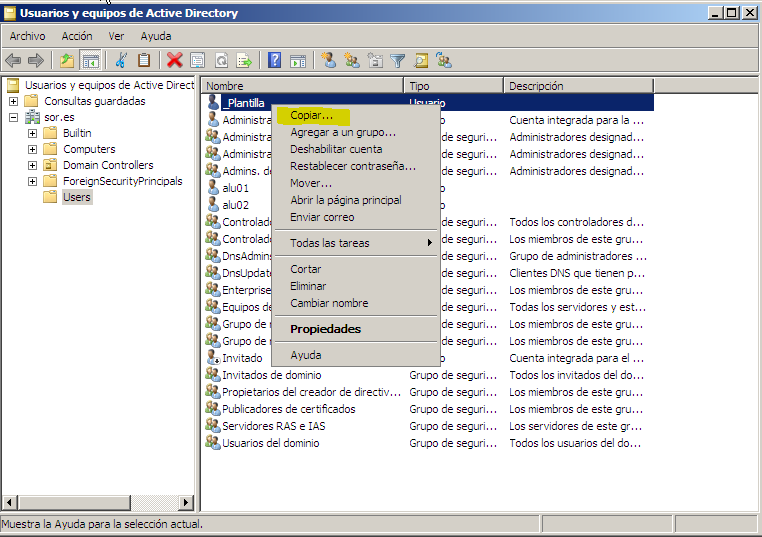 Usuarios y equipos de Active Directory
Archivo Acción Ver Ayuda
Usuarios y equipos de Active Direct
Consultas guardadas
sor.es
Builtin
Computers
Domain Controllers
ForeignSecurityPrincipals
Users
Nombre Tipo Descripción
_Plantilla Usuario
Administra o Cuenta integrada para la ...
Administra de seguri... Administradores designad...
Administra de seguri... Administradores designad...
Admins. de de seguri... Administradores designad...
alu01 o
alu02 o
Controlado de seguri... Todos los controladores d...
Controlado de seguri... Los miembros de este gru...
DnsAdmins de seguri... Grupo de administradores ...
DnsUpdate de seguri... Clientes DNS que tienen p...
Enterprise de seguri... Los miembros de este gru...
Equipos de de seguri... Todas los servidores y est...
Grupo de de seguri... Los miembros de este gru...
Grupo de de seguri... Los miembros de este gru...
Invitado o Cuenta integrada para el ...
Invitados de dominio Grupo de seguri... Todos los invitados del do...
Propietarios del creador de directiv... Grupo de seguri... Los miembros de este gru...
Publicadores de certificados Grupo de seguri... Los miembros de este gru...
Servidores RAS e IAS Grupo de seguri... Los servidores de este gr...
Usuarios del dominio Grupo de seguri... Todos los usuarios del do...
Copiar...
Agregar a un grupo...
Deshabilitar cuenta
Restablecer contraseña...
Mover...
Abrir la página principal
Enviar correo
Todas las tareas
Cortar
Eliminar
Cambiar nombre
Propiedades
Ayuda
Muestra la Ayuda para la selección actual.